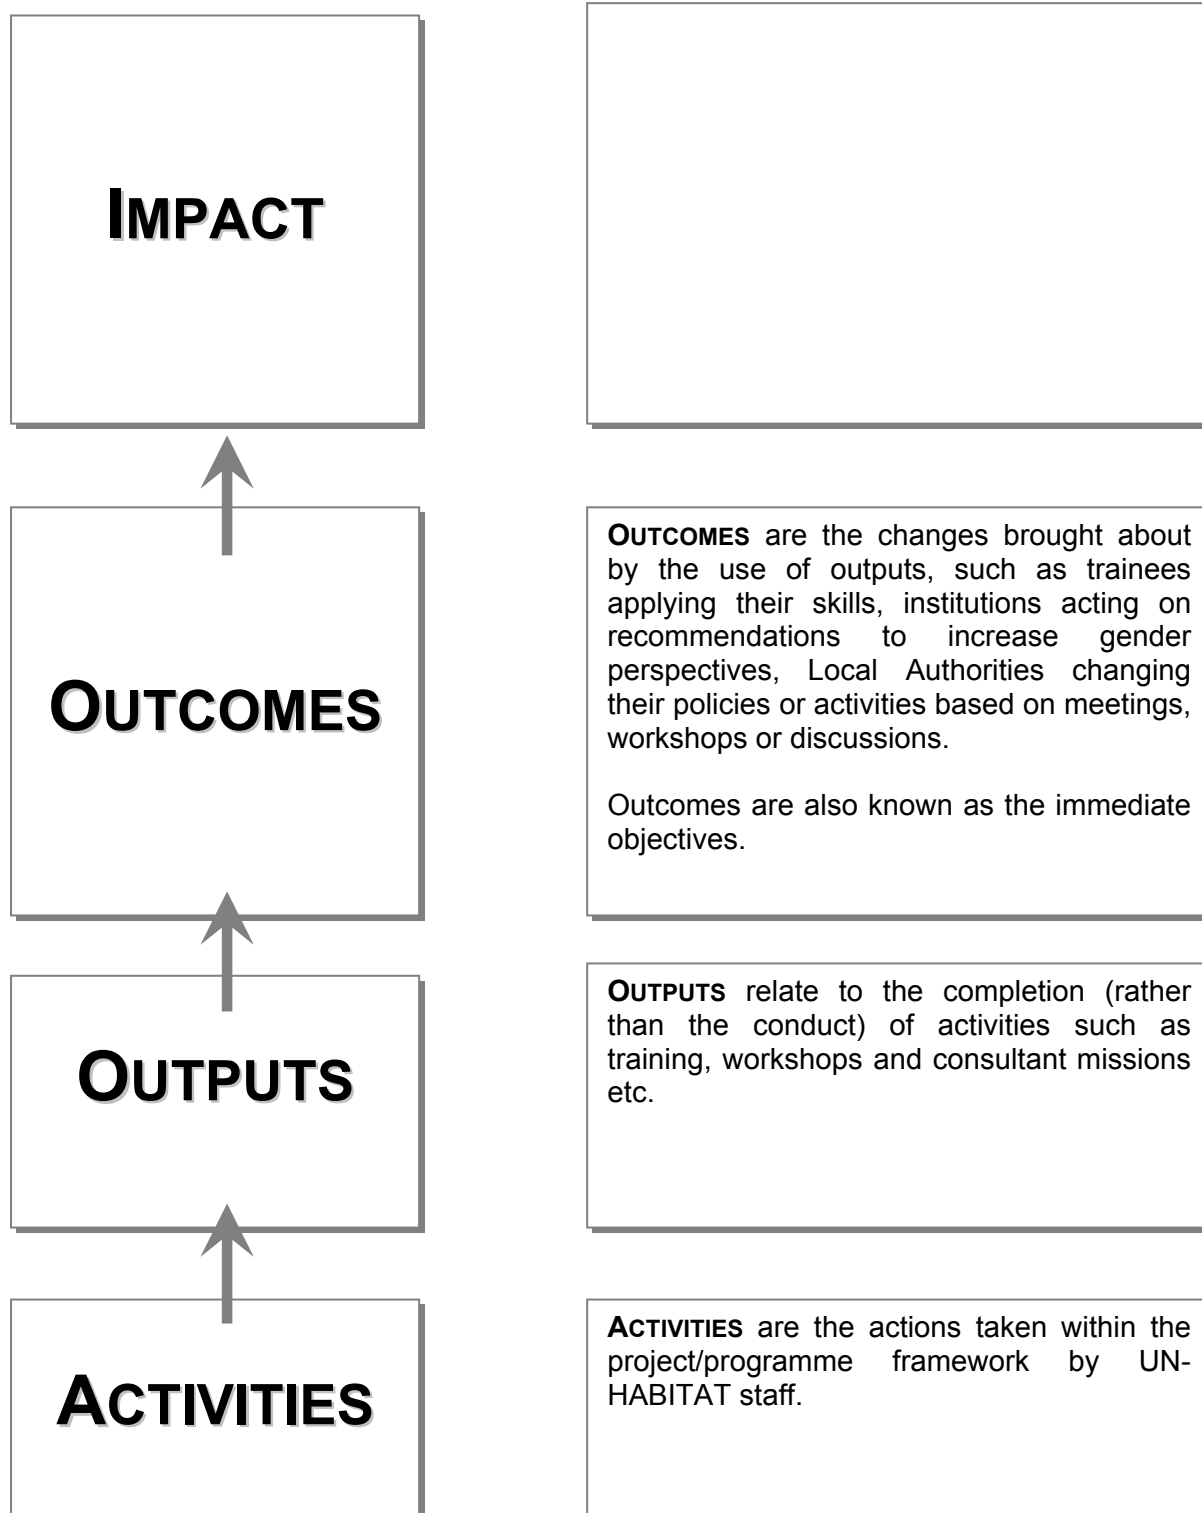 IMPACT
OUTCOMES
OUTCOMES are the changes brought about
by the use of outputs, such as trainees
applying their skills, institutions acting on
recommendations to increase gender
perspectives, Local Authorities changing
their policies or activities based on meetings,
workshops or discussions.
Outcomes are also known as the immediate
objectives.
OUTPUTS
OUTPUTS relate to the completion (rather
than the conduct) of activities such as
training, workshops and consultant missions
etc.
ACTIVITIES
ACTIVITIES are the actions taken within the
project/programme framework by UN-
HABITAT staff.